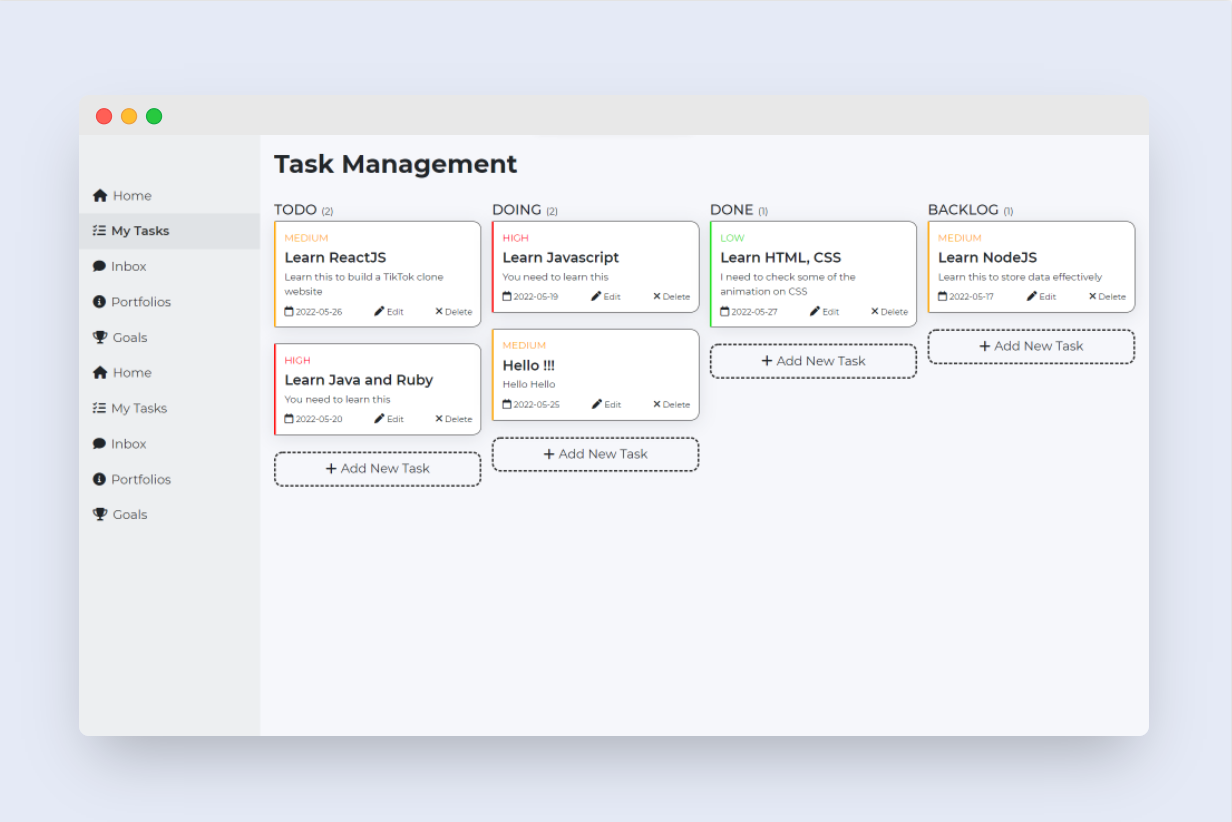 Task Management
Home
My Tasks
Inbox
Portfolios
Goals
Home
My Tasks
Inbox
Portfolios
Goals
TODO (2)
MEDIUM
Learn ReactJS
Learn this to build a TikTok clone
website
2022-05-26 Edit Delete
HIGH
Learn Java and Ruby
You need to learn this
2022-05-20 Edit Delete
+ Add New Task
DOING (2)
HIGH
Learn Javascript
You need to learn this
2022-05-19 Edit Delete
MEDIUM
Hello !!!
Hello Hello
2022-05-25 Edit Delete
+ Add New Task
DONE (1)
LOW
Learn HTML, CSS
I need to check some of the
animation on CSS
2022-05-27 Edit Delete
+ Add New Task
BACKLOG (1)
MEDIUM
Learn NodeJS
Learn this to store data effectively
2022-05-17 Edit Delete
+ Add New Task